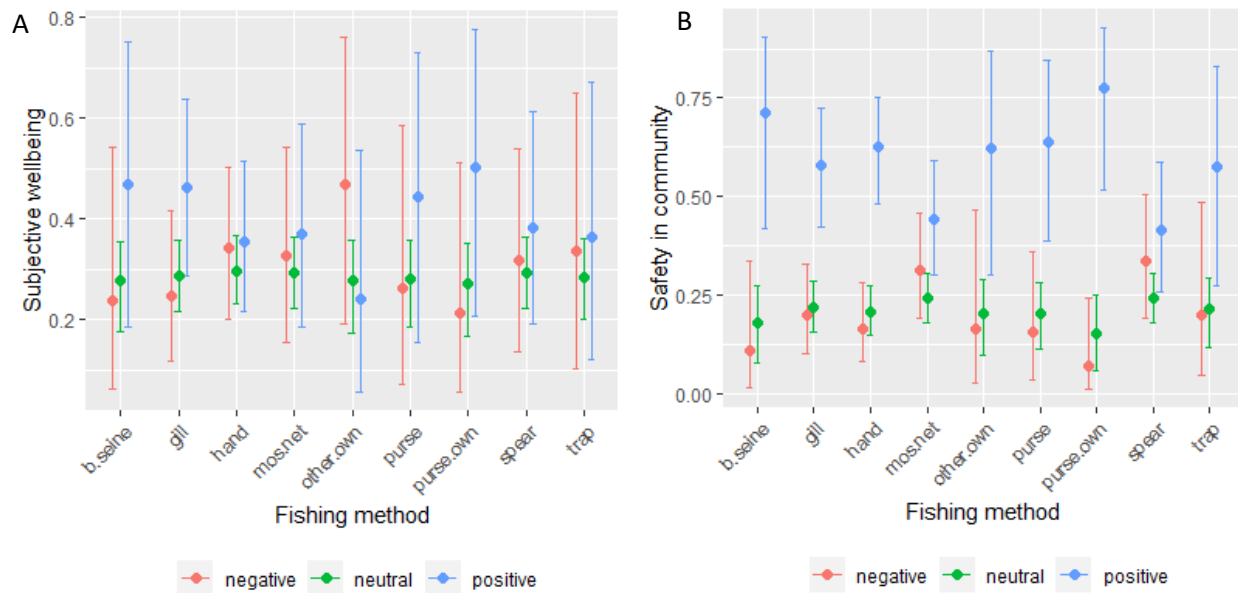 A
Subjective wellbeing
0.8
0.6
0.4
0.2
b.seine
gill
hand
mos.net
other.own
purse
purse.own
spear
trap
Fishing method
negative neutral positive
B
Safety in community
0.75
0.50
0.25
0.00
b.seine
gill
hand
mos.net
other.own
purse
purse.own
spear
trap
Fishing method
negative neutral positive